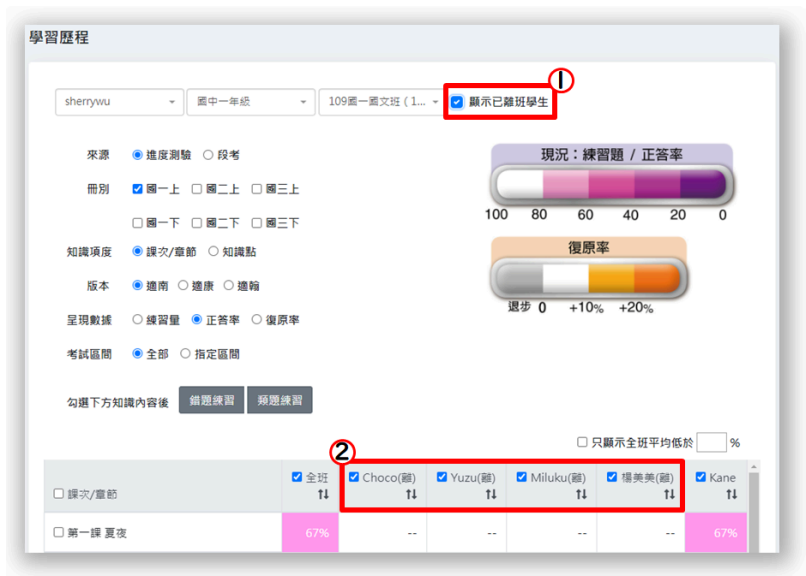 學習歷程
①
sherrywu 國中一年級 109國一國文班 ( 1... 顯示已離班學生
來源 進度測驗 段考
現況：練習題 / 正答率
冊別 國一上 國二上 國三上
國一下 國二下 國三下
100 80 60 40 20 0
知識項度 課次/章節 知識點
復原率
版本 適南 適康 適翰
退步 0 +10% +20%
呈現數據 練習量 正答率 復原率
考試區間 全部 指定區間
勾選下方知識內容後 錯題練習 類題練習
只顯示全班平均低於 %
②
課次/章節 全班 Choco(離) Yuzu(離) Miluku(離) 楊美美(離) Kane
第一課 夏夜 67% -- -- -- -- 67%